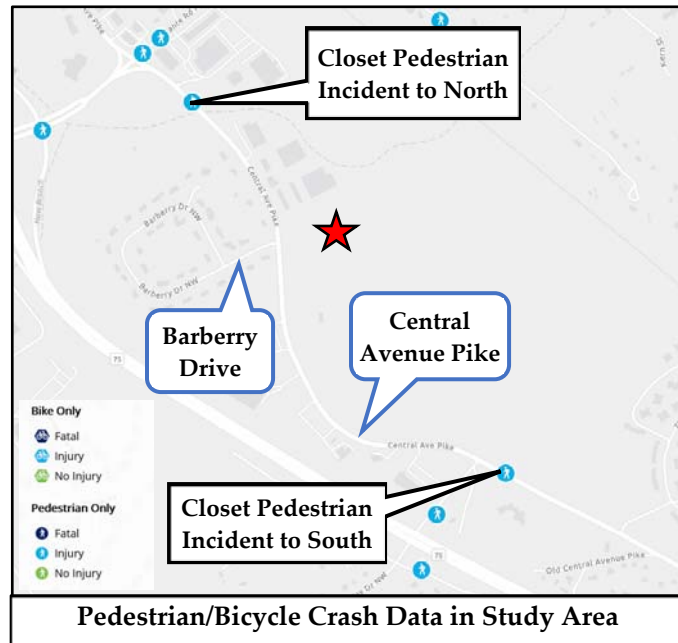 Closet Pedestrian
Incident to North
Central Ave Pike
Barberry Dr NW
Barberry Dr NW
Barberry
Drive
Central
Avenue Pike
75
Central Ave Pike
Bike Only
Fatal
Injury
No Injury
Pedestrian Only
Fatal
Injury
No Injury
Closet Pedestrian
Incident to South
75
Old Central Avenue Pike
Dr NW
Pedestrian/Bicycle Crash Data in Study Area